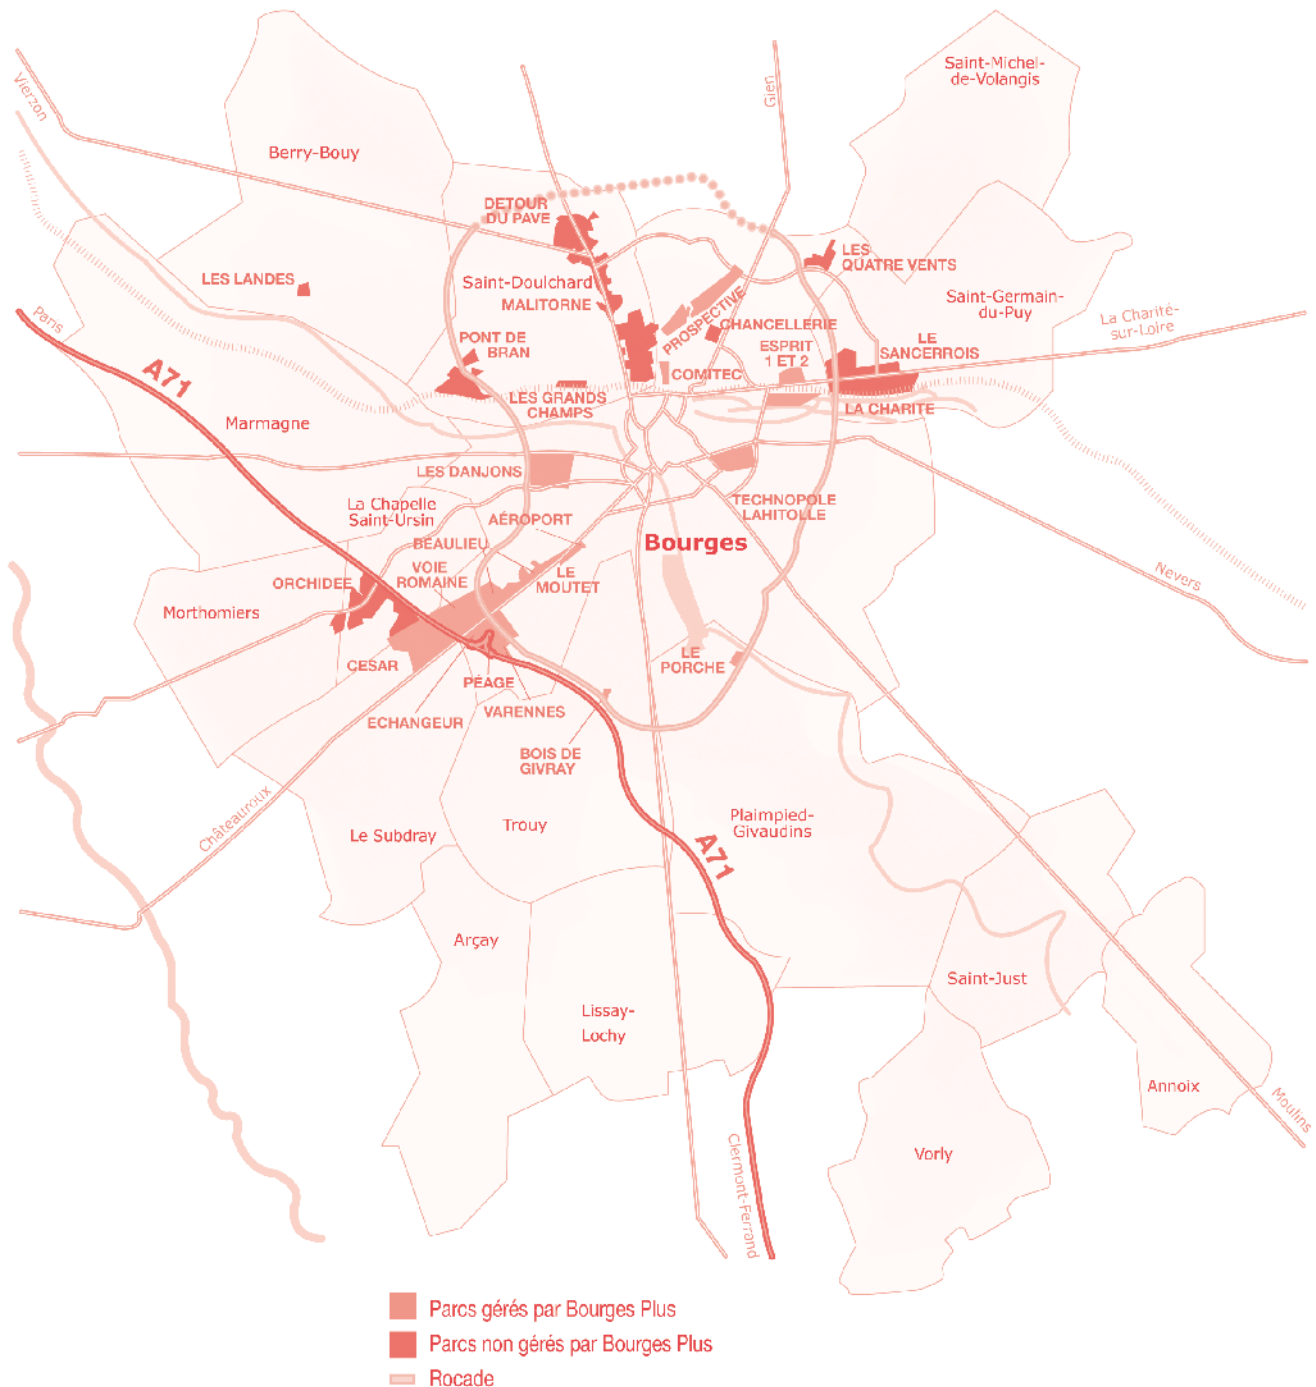 Saint-Michel-
de-Volangis
Vierzon
Gien
Berry-Bouy
DETOUR
DU PAVE
LES
QUATRE VENTS
LES LANDES
Saint-Doulchard
MALITORNE
PROSPECTIVE
Saint-Germain-
du-Puy
Paris
La Charité-
sur-Loire
CHANCELLERIE
PONT DE
BRAN
ESPRIT
1 ET 2
LE
SANCERROIS
A71
COMITEC
LES GRANDS
CHAMPS
LA CHARITE
Marmagne
LES DANJONS
La Chapelle
Saint-Ursin
TECHNOPOLE
LAHITOLLE
AÉROPORT
BEAULIEU
Bourges
VOIE
ROMAINE
LE
MOUTET
ORCHIDEE
Nevers
Morthomiers
CESAR
LE
PORCHE
PÉAGE
ECHANGEUR
VARENNES
BOIS DE
GIVRAY
Châteauroux
Le Subdray
Trouy
Plaimpied-
Givaudins
A71
Arçay
Saint-Just
Lissay-
Lochy
Annoix
Moulins
Vorly
Clermont-Ferrand
Parcs gérés par Bourges Plus
Parcs non gérés par Bourges Plus
Rocade